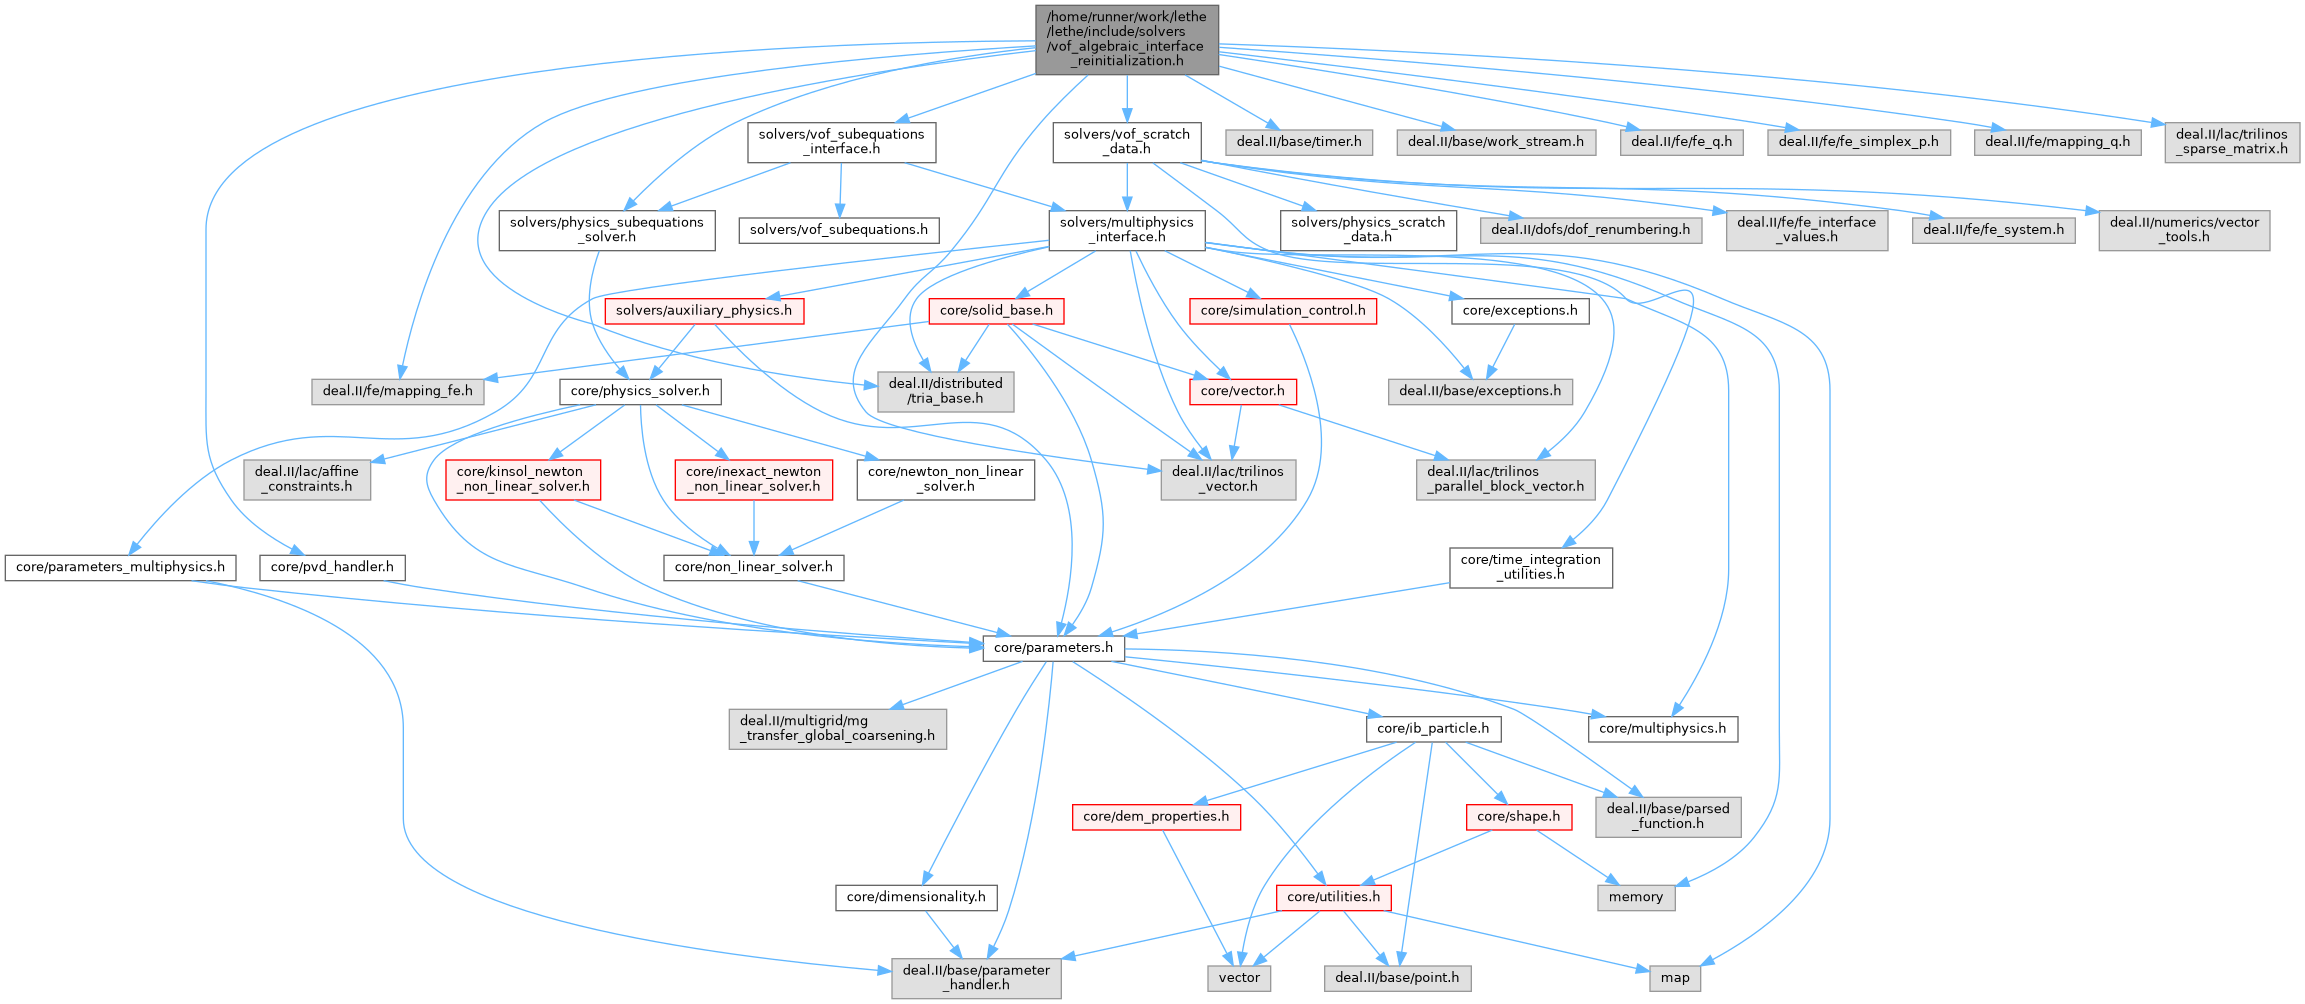 /home/runner/work/lethe
/lethe/include/solvers
/vof_algebraic_interface
_reinitialization.h
solvers/vof_subequations
_interface.h
solvers/vof_scratch
_data.h
deal.II/base/timer.h
deal.II/base/work_stream.h
deal.II/fe/fe_q.h
deal.II/fe/fe_simplex_p.h
deal.II/fe/mapping_q.h
deal.II/lac/trilinos
_sparse_matrix.h
solvers/physics_subequations
_solver.h
solvers/vof_subequations.h
solvers/multiphysics
_interface.h
solvers/physics_scratch
_data.h
deal.II/dofs/dof_renumbering.h
deal.II/fe/fe_interface
_values.h
deal.II/fe/fe_system.h
deal.II/numerics/vector
_tools.h
solvers/auxiliary_physics.h
core/solid_base.h
core/simulation_control.h
core/exceptions.h
deal.II/fe/mapping_fe.h
core/physics_solver.h
deal.II/distributed
/tria_base.h
core/vector.h
deal.II/base/exceptions.h
deal.II/lac/affine
_constraints.h
core/kinsol_newton
_non_linear_solver.h
core/inexact_newton
_non_linear_solver.h
core/newton_non_linear
_solver.h
deal.II/lac/trilinos
_vector.h
deal.II/lac/trilinos
_parallel_block_vector.h
core/parameters_multiphysics.h
core/pvd_handler.h
core/non_linear_solver.h
core/time_integration
_utilities.h
core/parameters.h
deal.II/multigrid/mg
_transfer_global_coarsening.h
core/ib_particle.h
core/multiphysics.h
core/dem_properties.h
core/shape.h
deal.II/base/parsed
_function.h
core/dimensionality.h
core/utilities.h
memory
deal.II/base/parameter
_handler.h
vector
deal.II/base/point.h
map